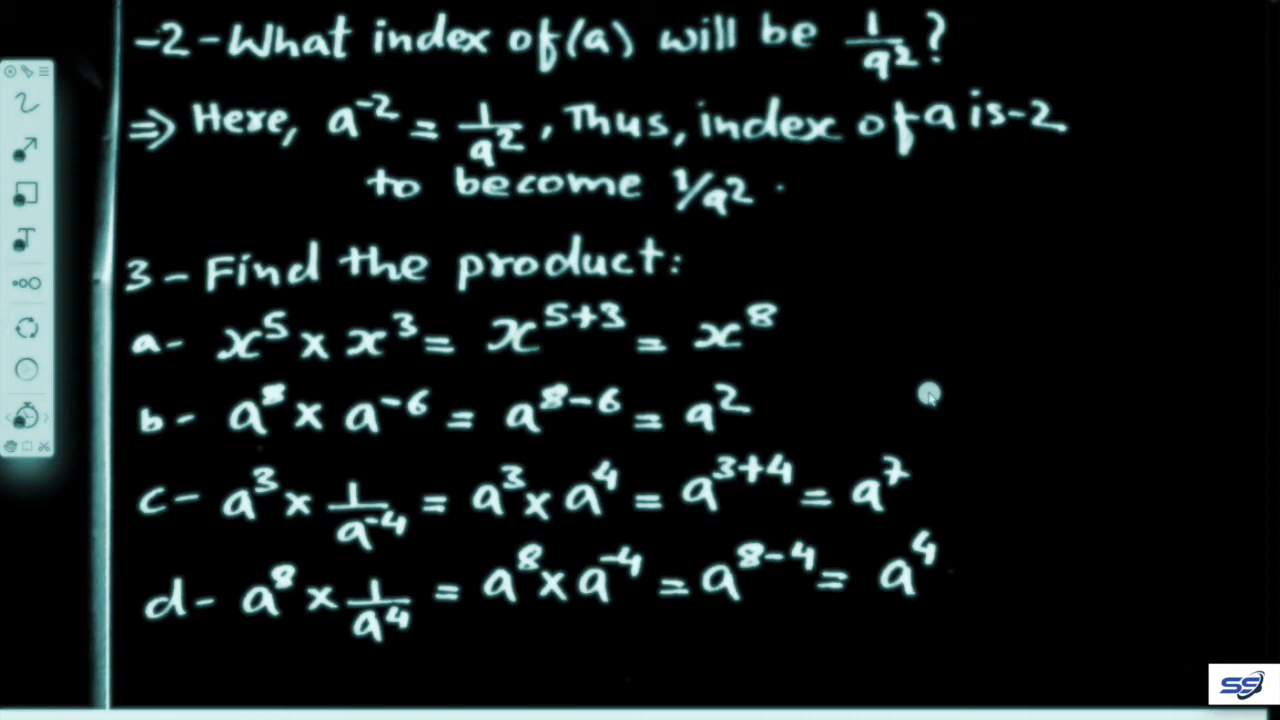 -2-What index of (a) will be 1/a²?
⇒ Here, a⁻² = 1/a², Thus, index of a is -2
to become 1/a².
3- Find the product:
a- x⁵ × x³ = x⁵⁺³ = x⁸
b- a⁸ × a⁻⁶ = a⁸⁻⁶ = a²
c- a³ × 1/a⁻⁴ = a³ × a⁴ = a³⁺⁴ = a⁷
d- a⁸ × 1/a⁴ = a⁸ × a⁻⁴ = a⁸⁻⁴ = a⁴